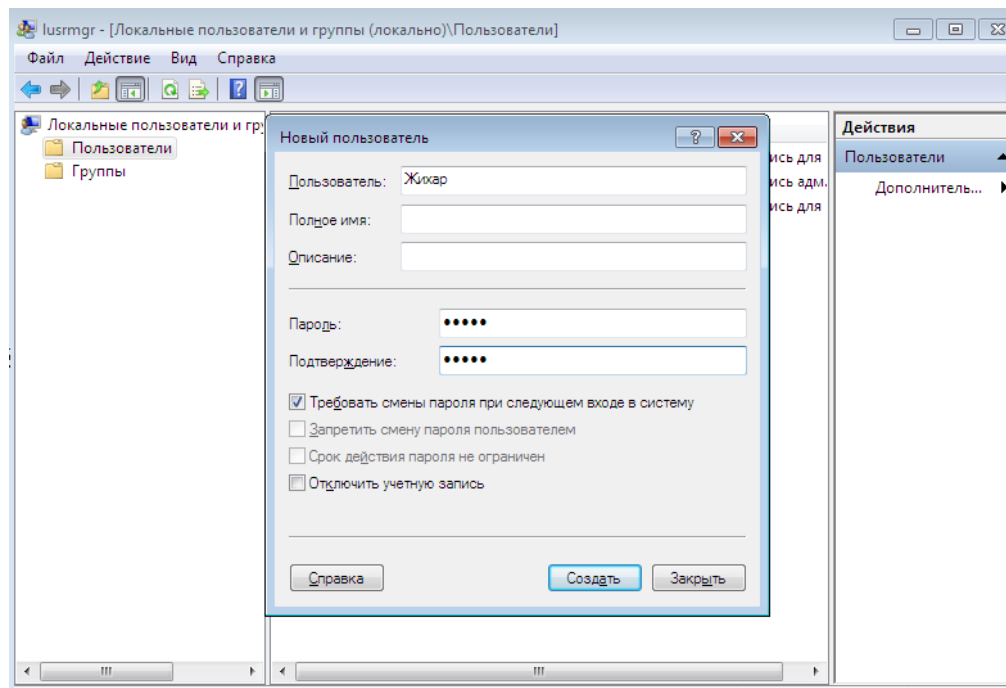 lusrmgr - [Локальные пользователи и группы (локально)\Пользователи]
Файл Действие Вид Справка
Локальные пользователи и гру
Пользователи
Группы
Новый пользователь
Пользователь: Жихар
Полное имя:
Описание:
Пароль: •••••
Подтверждение: •••••
Требовать смены пароля при следующем входе в систему
Запретить смену пароля пользователем
Срок действия пароля не ограничен
Отключить учетную запись
Справка Создать Закрыть
ись для
ись адм.
ись для
Действия
Пользователи
Дополнитель...